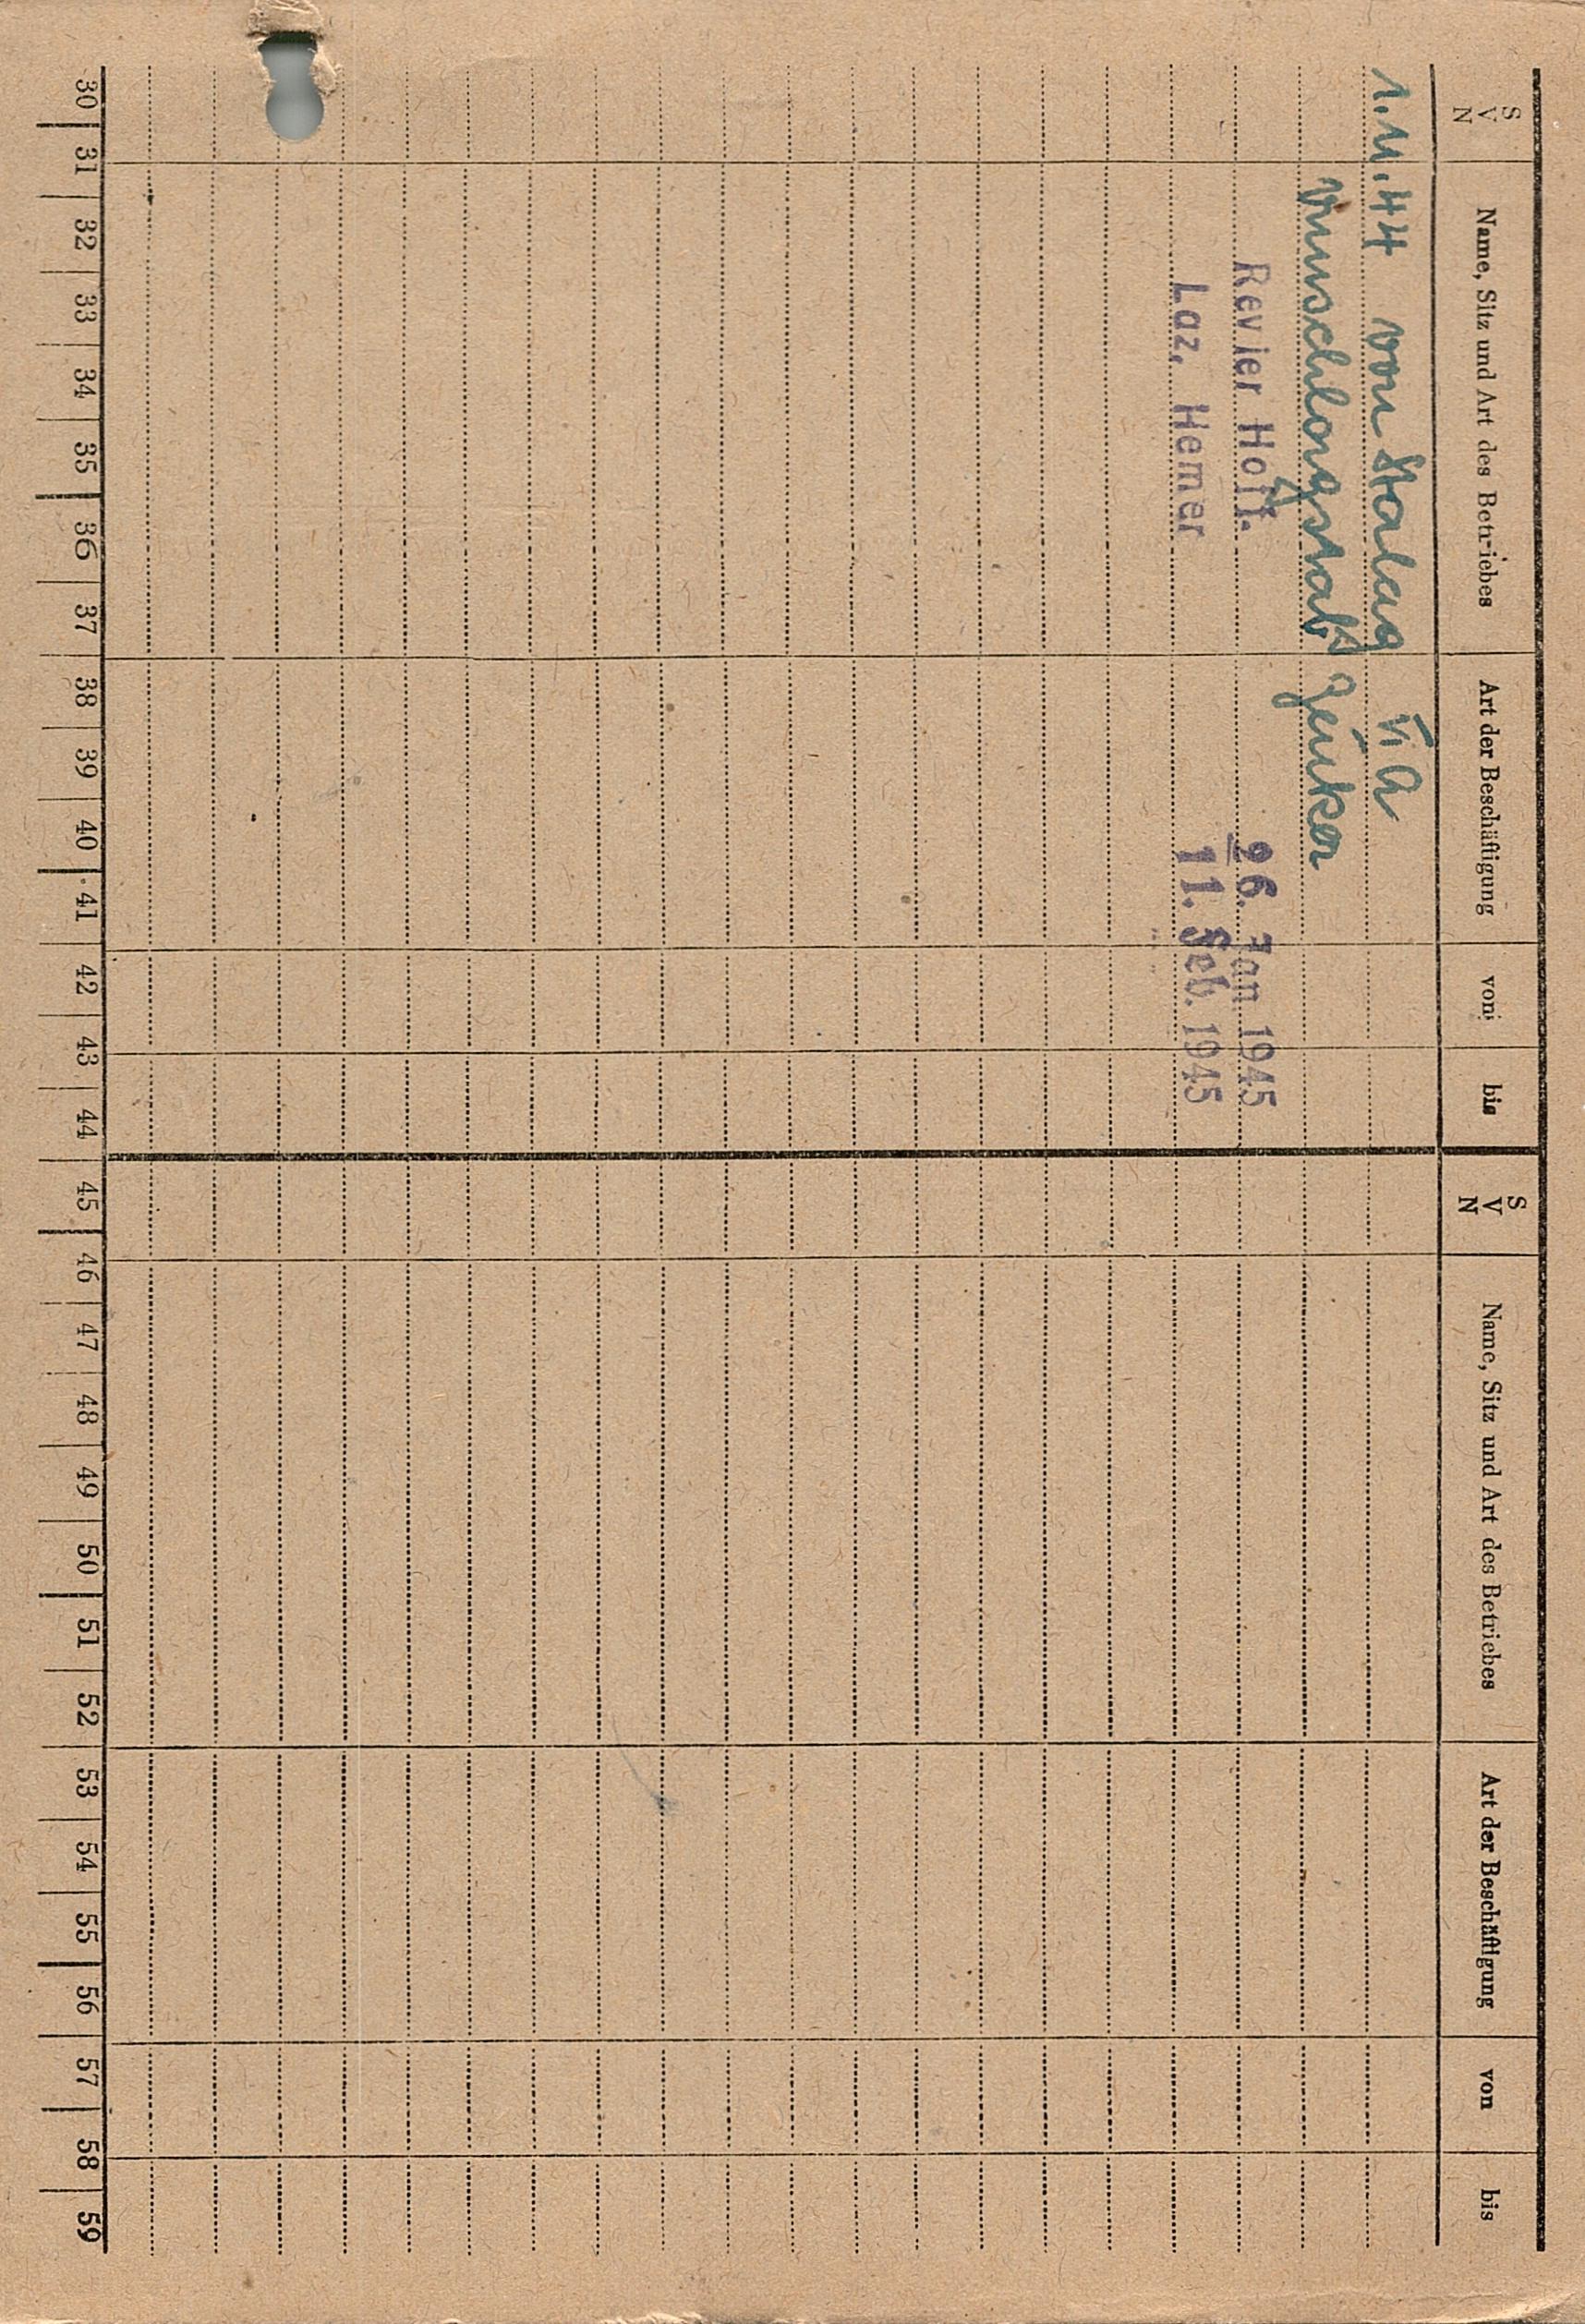 S V N Name, Sitz und Art des Betriebes Art der Beschäftigung von bis S V N Name, Sitz und Art des Betriebes Art der Beschäftigung von bis
1.11.44 von Stalag VI A
Revier Hoff. 26. Jan 1945
Laz. Hemer 11. Feb. 1945
30 31 32 33 34 35 36 37 38 39 40 41 42 43 44 45 46 47 48 49 50 51 52 53 54 55 56 57 58 59